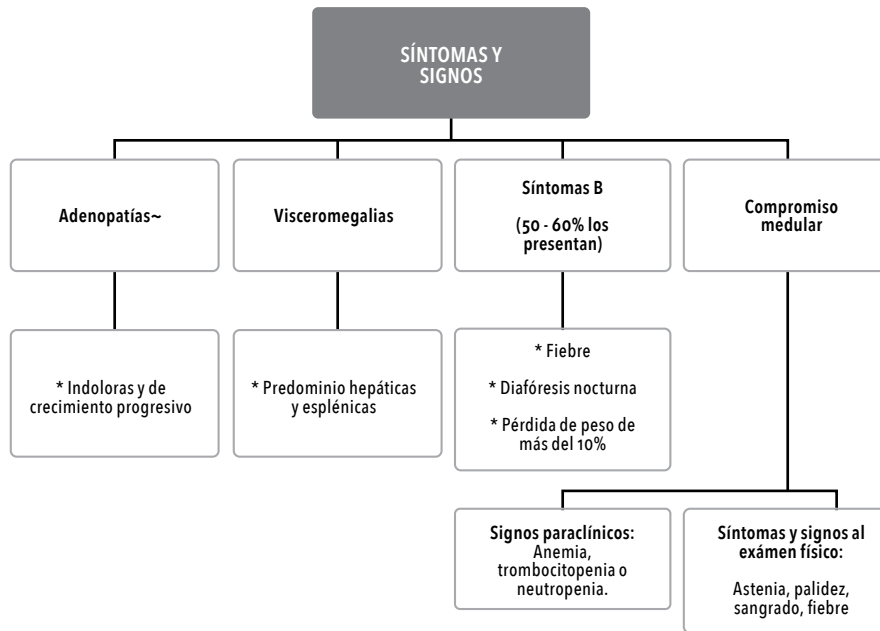 SÍNTOMAS Y
SIGNOS
Adenopatías~
Visceromegalias
Síntomas B
(50 - 60% los
presentan)
Compromiso
medular
* Indoloras y de
crecimiento progresivo
* Predominio hepáticas
y esplénicas
* Fiebre
* Diafóresis nocturna
* Pérdida de peso de
más del 10%
Signos paraclínicos:
Anemia,
trombocitopenia o
neutropenia.
Síntomas y signos al
exámen físico:
Astenia, palidez,
sangrado, fiebre